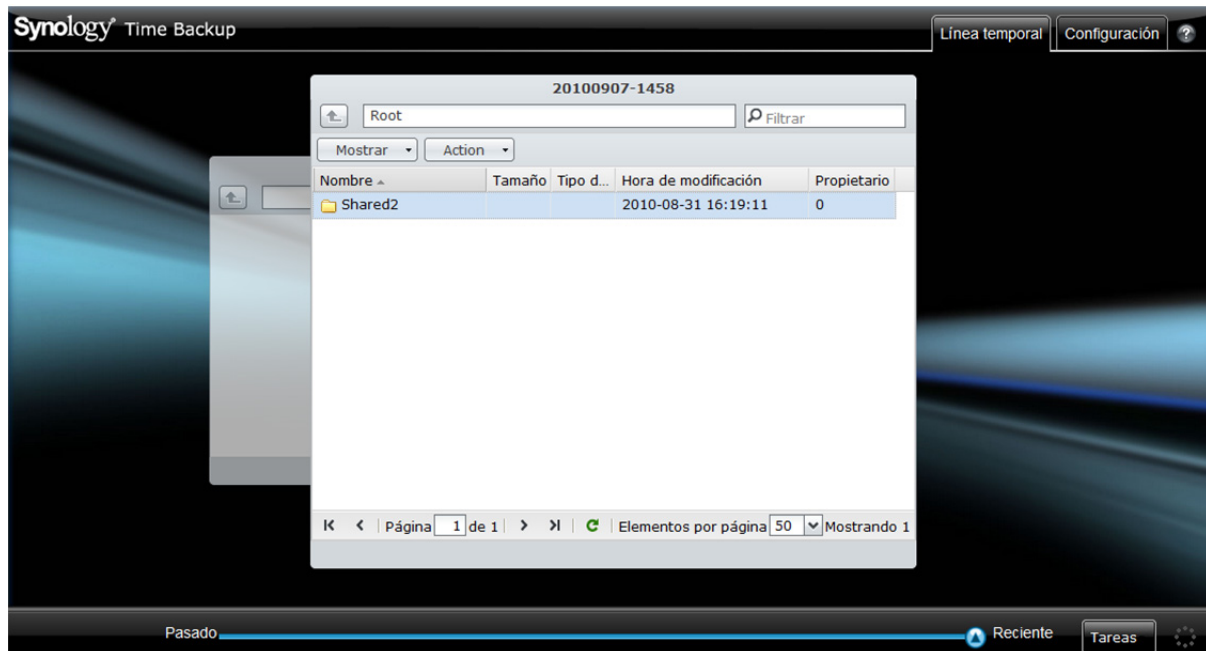 Synology Time Backup
Línea temporal
Configuración
?
20100907-1458
Root
Filtrar
Mostrar
Action
Nombre Tamaño Tipo d... Hora de modificación Propietario
Shared2 2010-08-31 16:19:11 0
Página 1 de 1 Elementos por página 50 Mostrando 1
Pasado
Reciente
Tareas